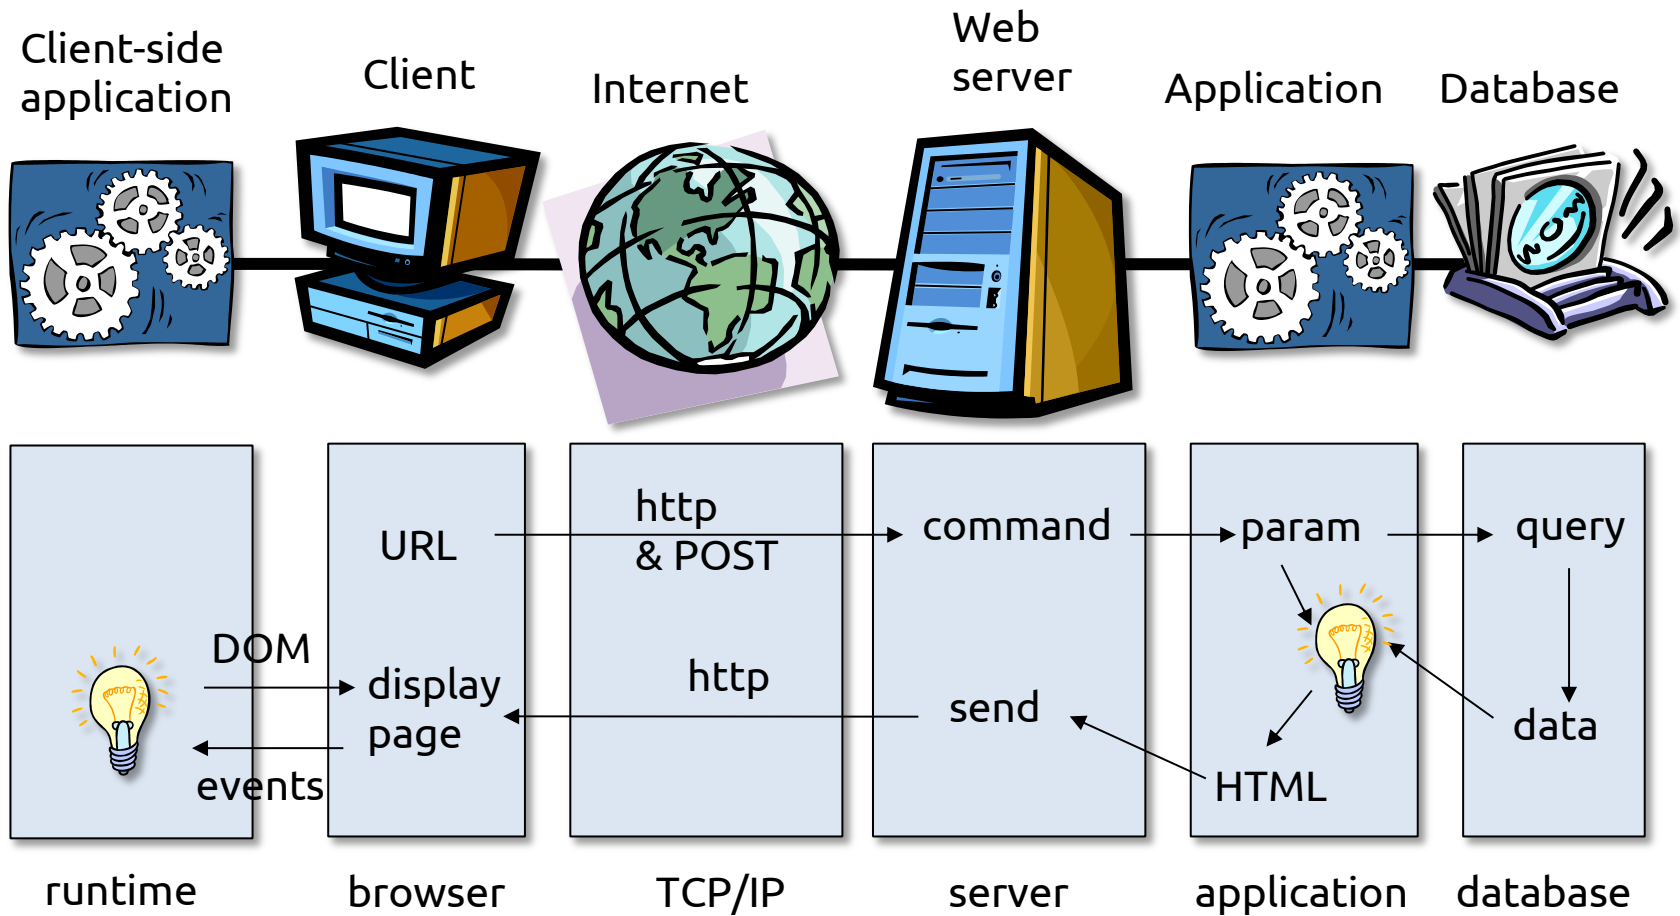 Client-side
application
Client
Internet
Web
server
Application
Database
URL
http
& POST
command
param
query
DOM
display
page
events
http
send
HTML
data
runtime
browser
TCP/IP
server
application
database